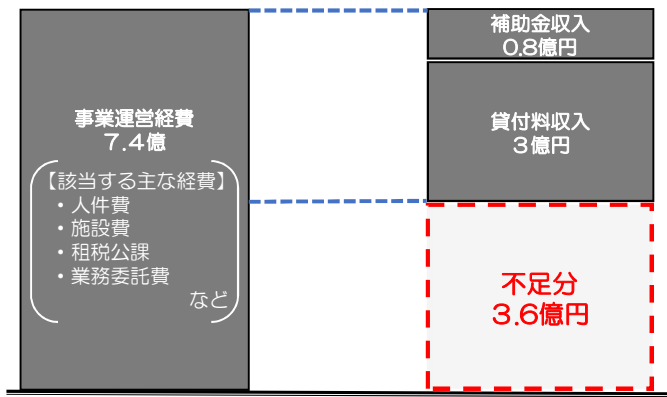 事業運営経費
7.4億
【該当する主な経費】
・人件費
・施設費
・租税公課
・業務委託費
など
補助金収入
0.8億円
貸付料収入
3億円
不足分
3.6億円